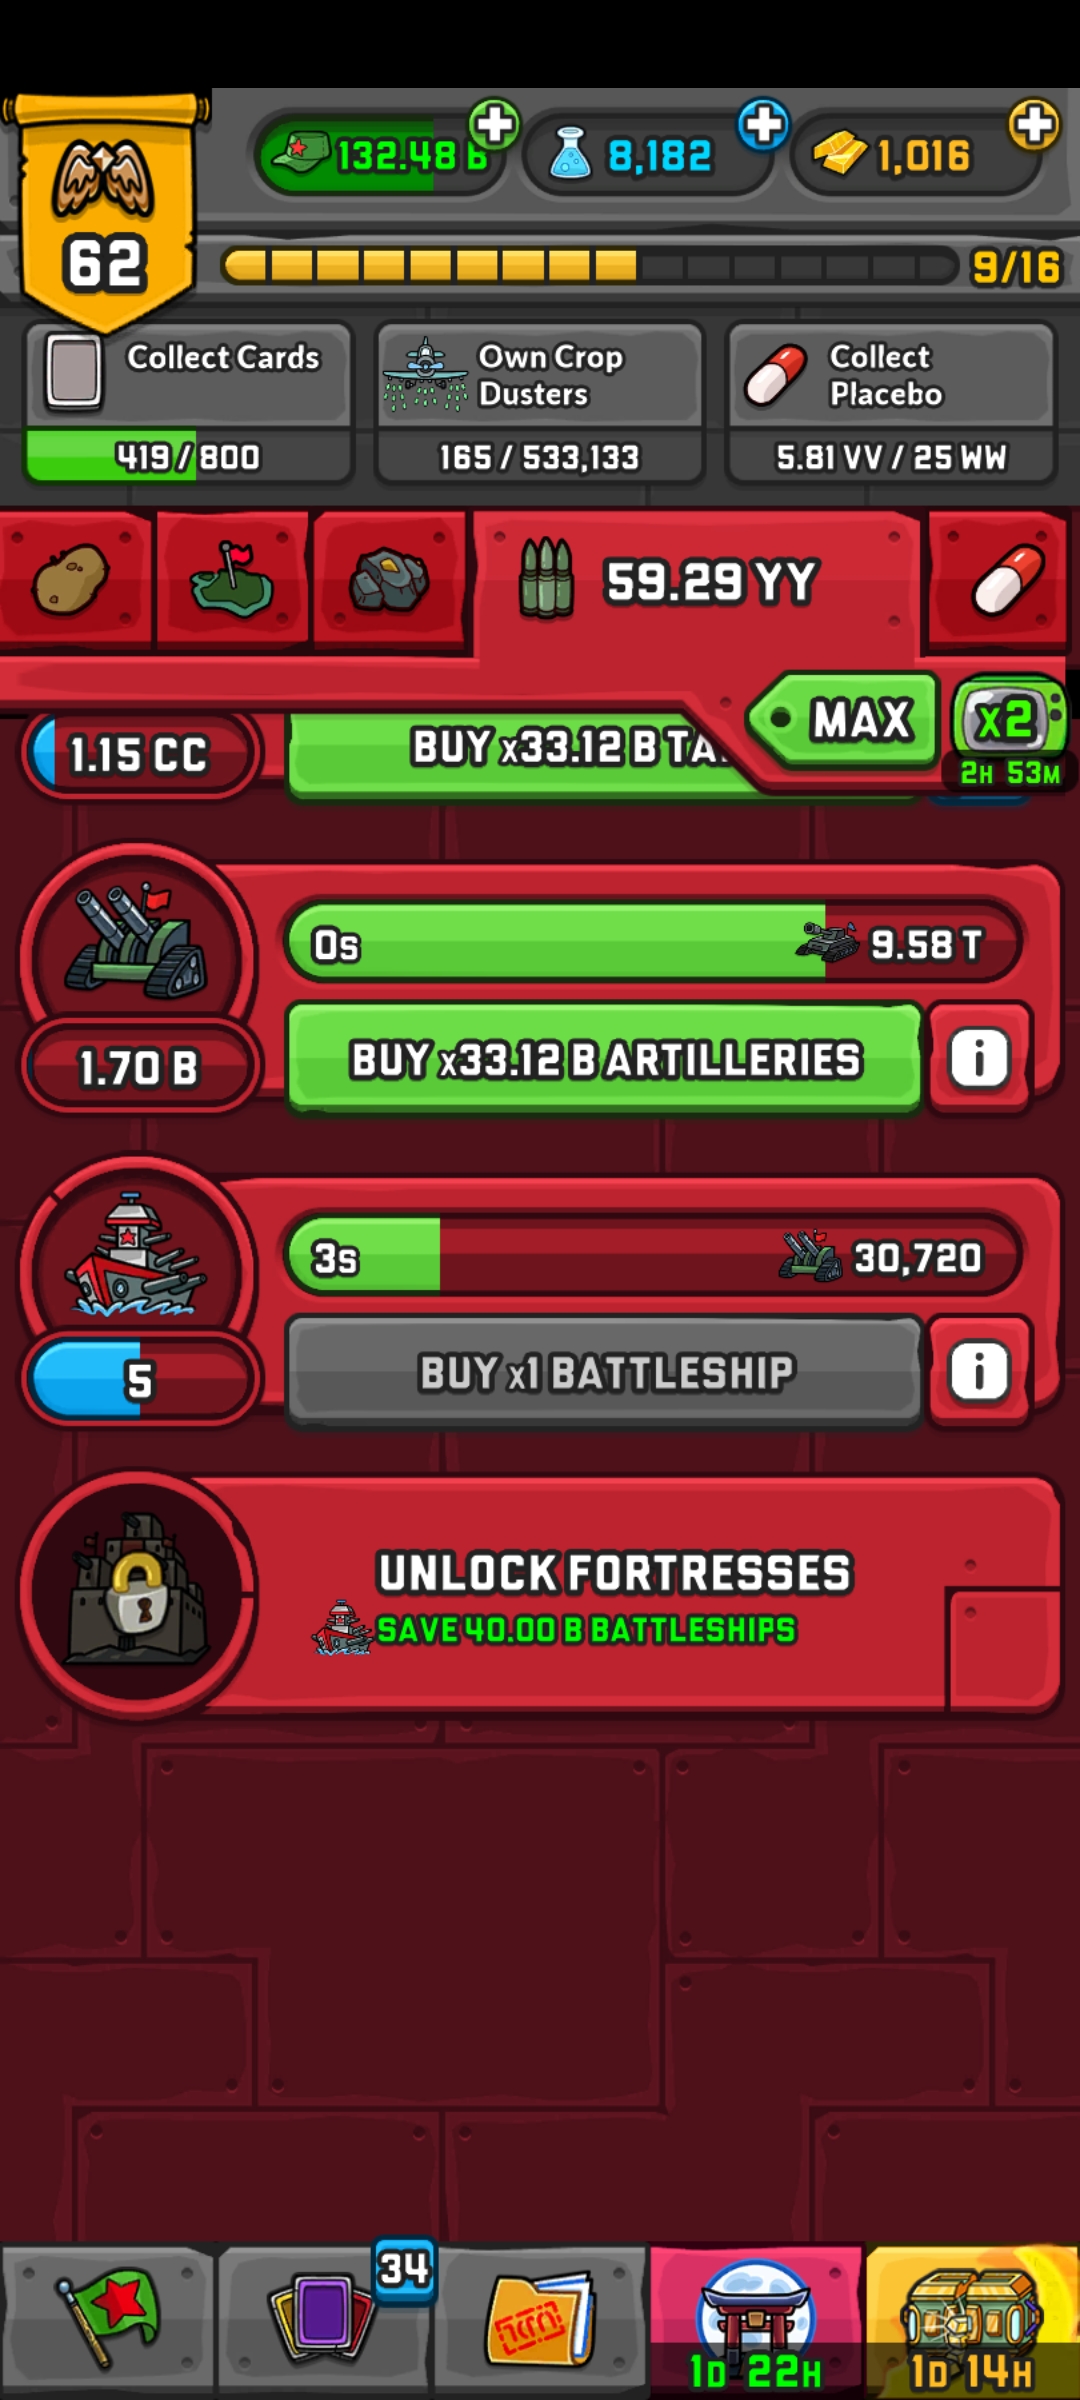 132.48 B
8,182
1,016
62
9/16
Collect Cards
419 / 800
Own Crop
Dusters
165 / 533,133
Collect
Placebo
5.81 VV / 25 WW
59.29 YY
MAX
x2
2H 53M
1.15 CC
BUY x33.12 B TA
0s
9.58 T
1.70 B
BUY x33.12 B ARTILLERIES
i
3s
30,720
5
BUY x1 BATTLESHIP
i
UNLOCK FORTRESSES
SAVE 40.00 B BATTLESHIPS
34
1D 22H
1D 14H